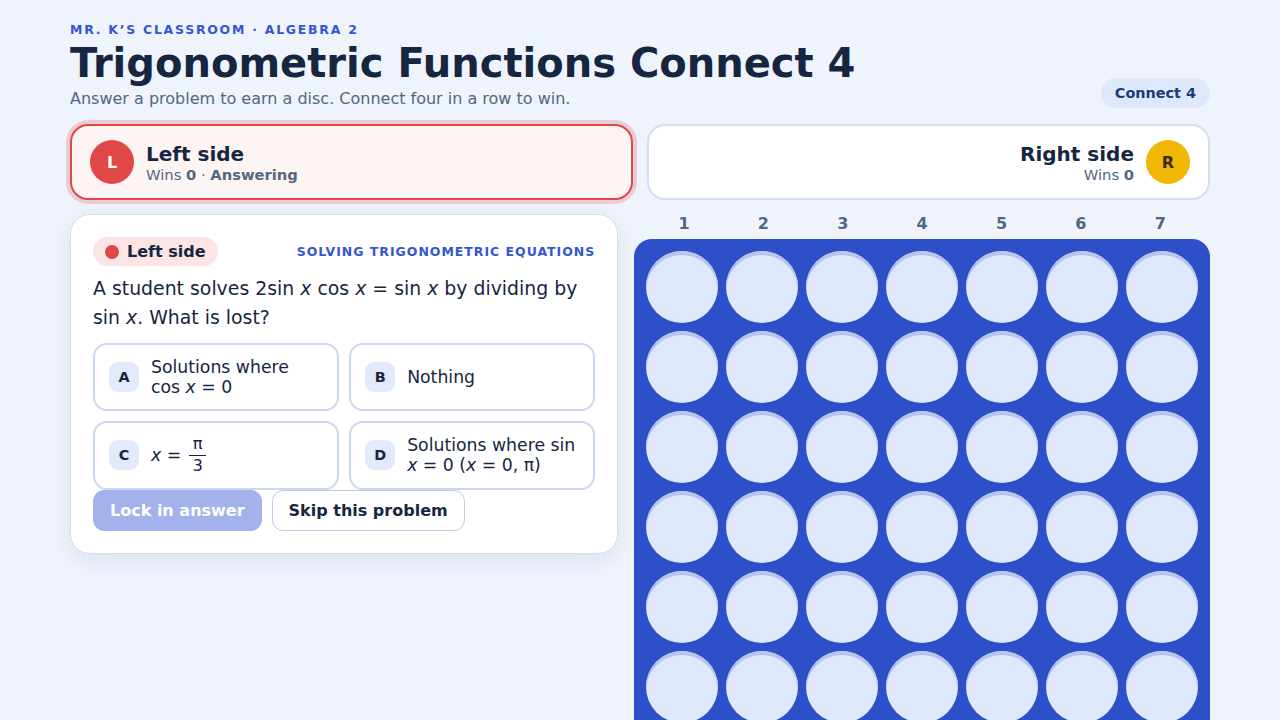 MR. K’S CLASSROOM · ALGEBRA 2
Trigonometric Functions Connect 4
Answer a problem to earn a disc. Connect four in a row to win.
Connect 4
L
Left side
Wins 0 · Answering
Right side
Wins 0
R
Left side
SOLVING TRIGONOMETRIC EQUATIONS
A student solves 2sin x cos x = sin x by dividing by
sin x. What is lost?
A
Solutions where
cos x = 0
B
Nothing
C
x = π/3
D
Solutions where sin
x = 0 (x = 0, π)
Lock in answer
Skip this problem
1 2 3 4 5 6 7